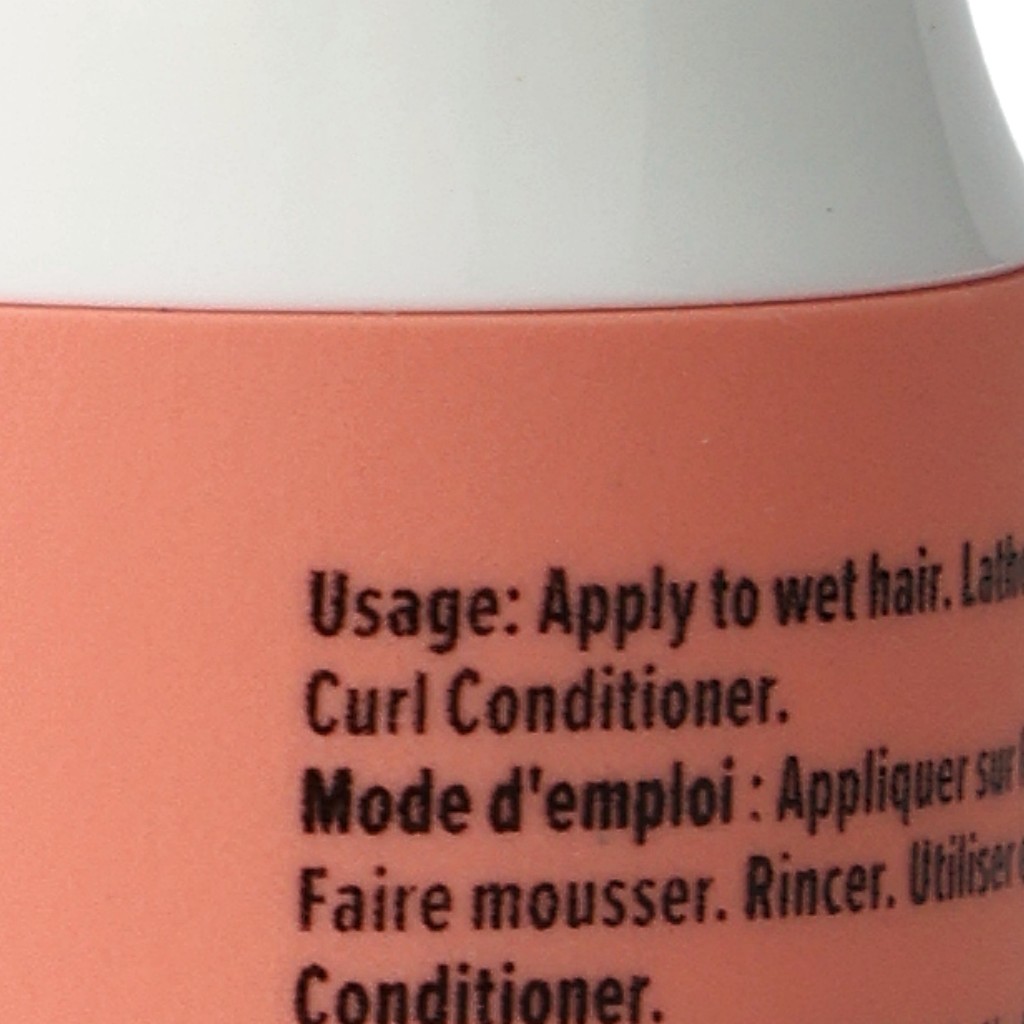 Usage: Apply to wet hair.
Curl Conditioner.
Mode d'emploi : Appliquer sur
Faire mousser. Rincer. Utiliser
Conditioner.